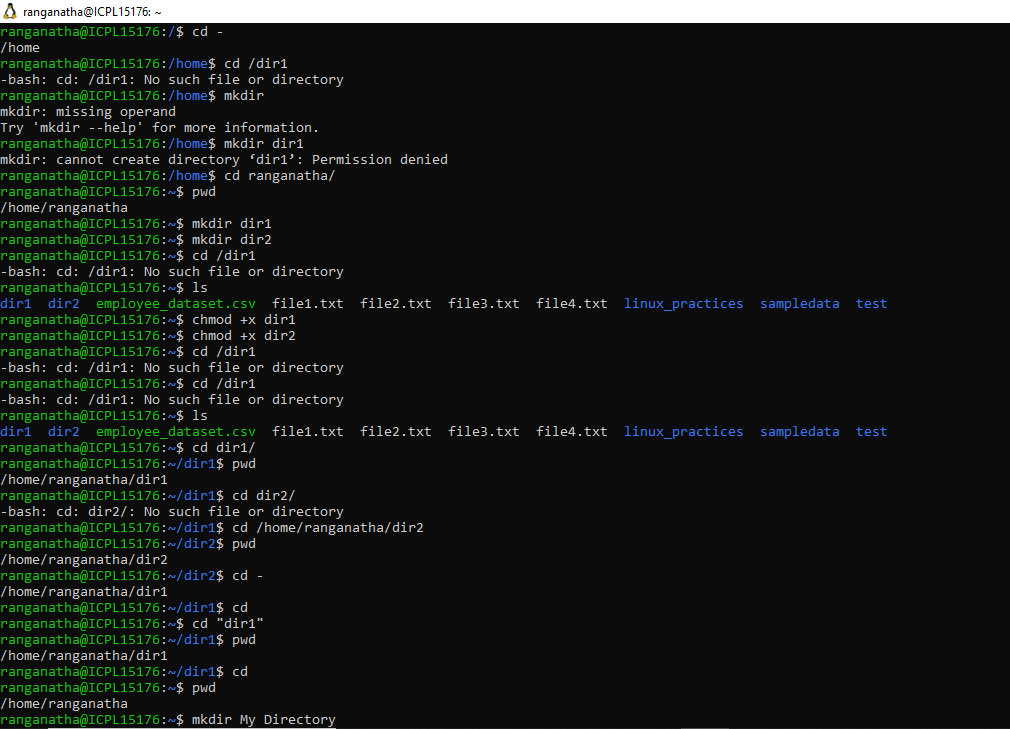 ranganatha@ICPL15176: ~
ranganatha@ICPL15176:/$ cd -
/home
ranganatha@ICPL15176:/home$ cd /dir1
-bash: cd: /dir1: No such file or directory
ranganatha@ICPL15176:/home$ mkdir
mkdir: missing operand
Try 'mkdir --help' for more information.
ranganatha@ICPL15176:/home$ mkdir dir1
mkdir: cannot create directory ‘dir1’: Permission denied
ranganatha@ICPL15176:/home$ cd ranganatha/
ranganatha@ICPL15176:~$ pwd
/home/ranganatha
ranganatha@ICPL15176:~$ mkdir dir1
ranganatha@ICPL15176:~$ mkdir dir2
ranganatha@ICPL15176:~$ cd /dir1
-bash: cd: /dir1: No such file or directory
ranganatha@ICPL15176:~$ ls
dir1  dir2  employee_dataset.csv  file1.txt  file2.txt  file3.txt  file4.txt  linux_practices  sampledata  test
ranganatha@ICPL15176:~$ chmod +x dir1
ranganatha@ICPL15176:~$ chmod +x dir2
ranganatha@ICPL15176:~$ cd /dir1
-bash: cd: /dir1: No such file or directory
ranganatha@ICPL15176:~$ cd /dir1
-bash: cd: /dir1: No such file or directory
ranganatha@ICPL15176:~$ ls
dir1  dir2  employee_dataset.csv  file1.txt  file2.txt  file3.txt  file4.txt  linux_practices  sampledata  test
ranganatha@ICPL15176:~$ cd dir1/
ranganatha@ICPL15176:~/dir1$ pwd
/home/ranganatha/dir1
ranganatha@ICPL15176:~/dir1$ cd dir2/
-bash: cd: dir2/: No such file or directory
ranganatha@ICPL15176:~/dir1$ cd /home/ranganatha/dir2
ranganatha@ICPL15176:~/dir2$ pwd
/home/ranganatha/dir2
ranganatha@ICPL15176:~/dir2$ cd -
/home/ranganatha/dir1
ranganatha@ICPL15176:~/dir1$ cd
ranganatha@ICPL15176:~$ cd "dir1"
ranganatha@ICPL15176:~/dir1$ pwd
/home/ranganatha/dir1
ranganatha@ICPL15176:~/dir1$ cd
ranganatha@ICPL15176:~$ pwd
/home/ranganatha
ranganatha@ICPL15176:~$ mkdir My Directory